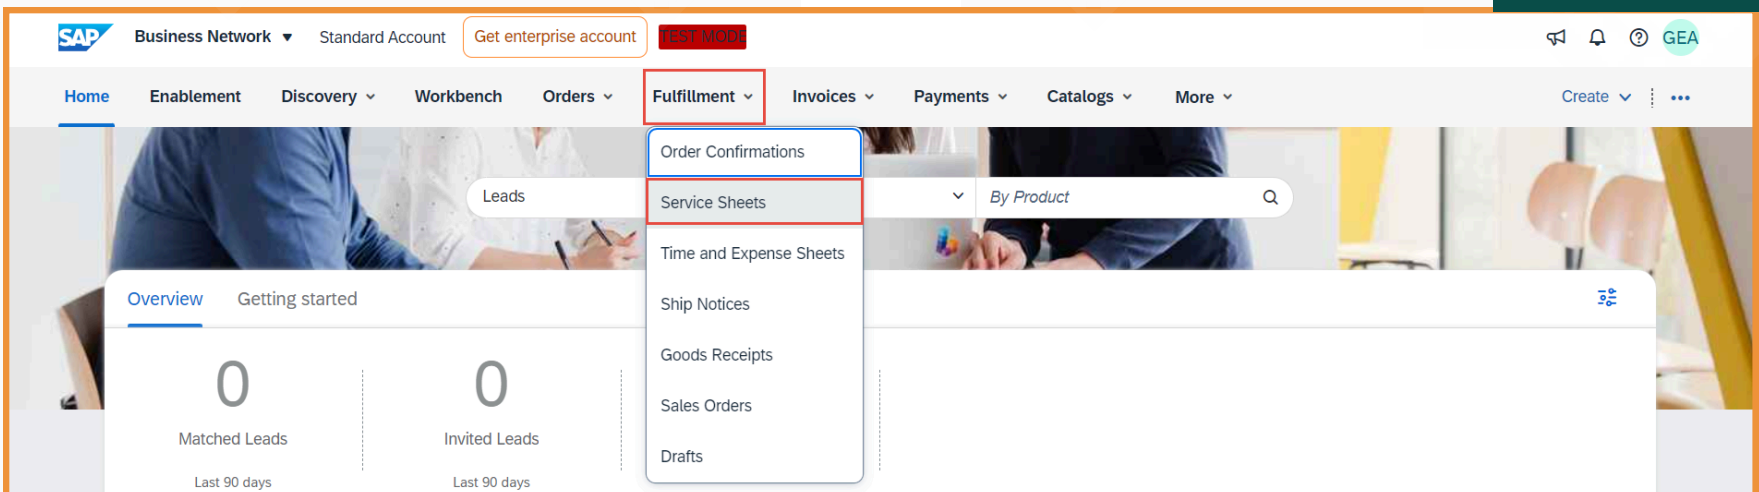 SAP Business Network Standard Account Get enterprise account TEST MODE GEA
Home Enablement Discovery Workbench Orders Fulfillment Invoices Payments Catalogs More Create
Order Confirmations
Leads By Product
Service Sheets
Time and Expense Sheets
Overview Getting started
Ship Notices
Goods Receipts
0 0
Sales Orders
Matched Leads Invited Leads
Drafts
Last 90 days Last 90 days